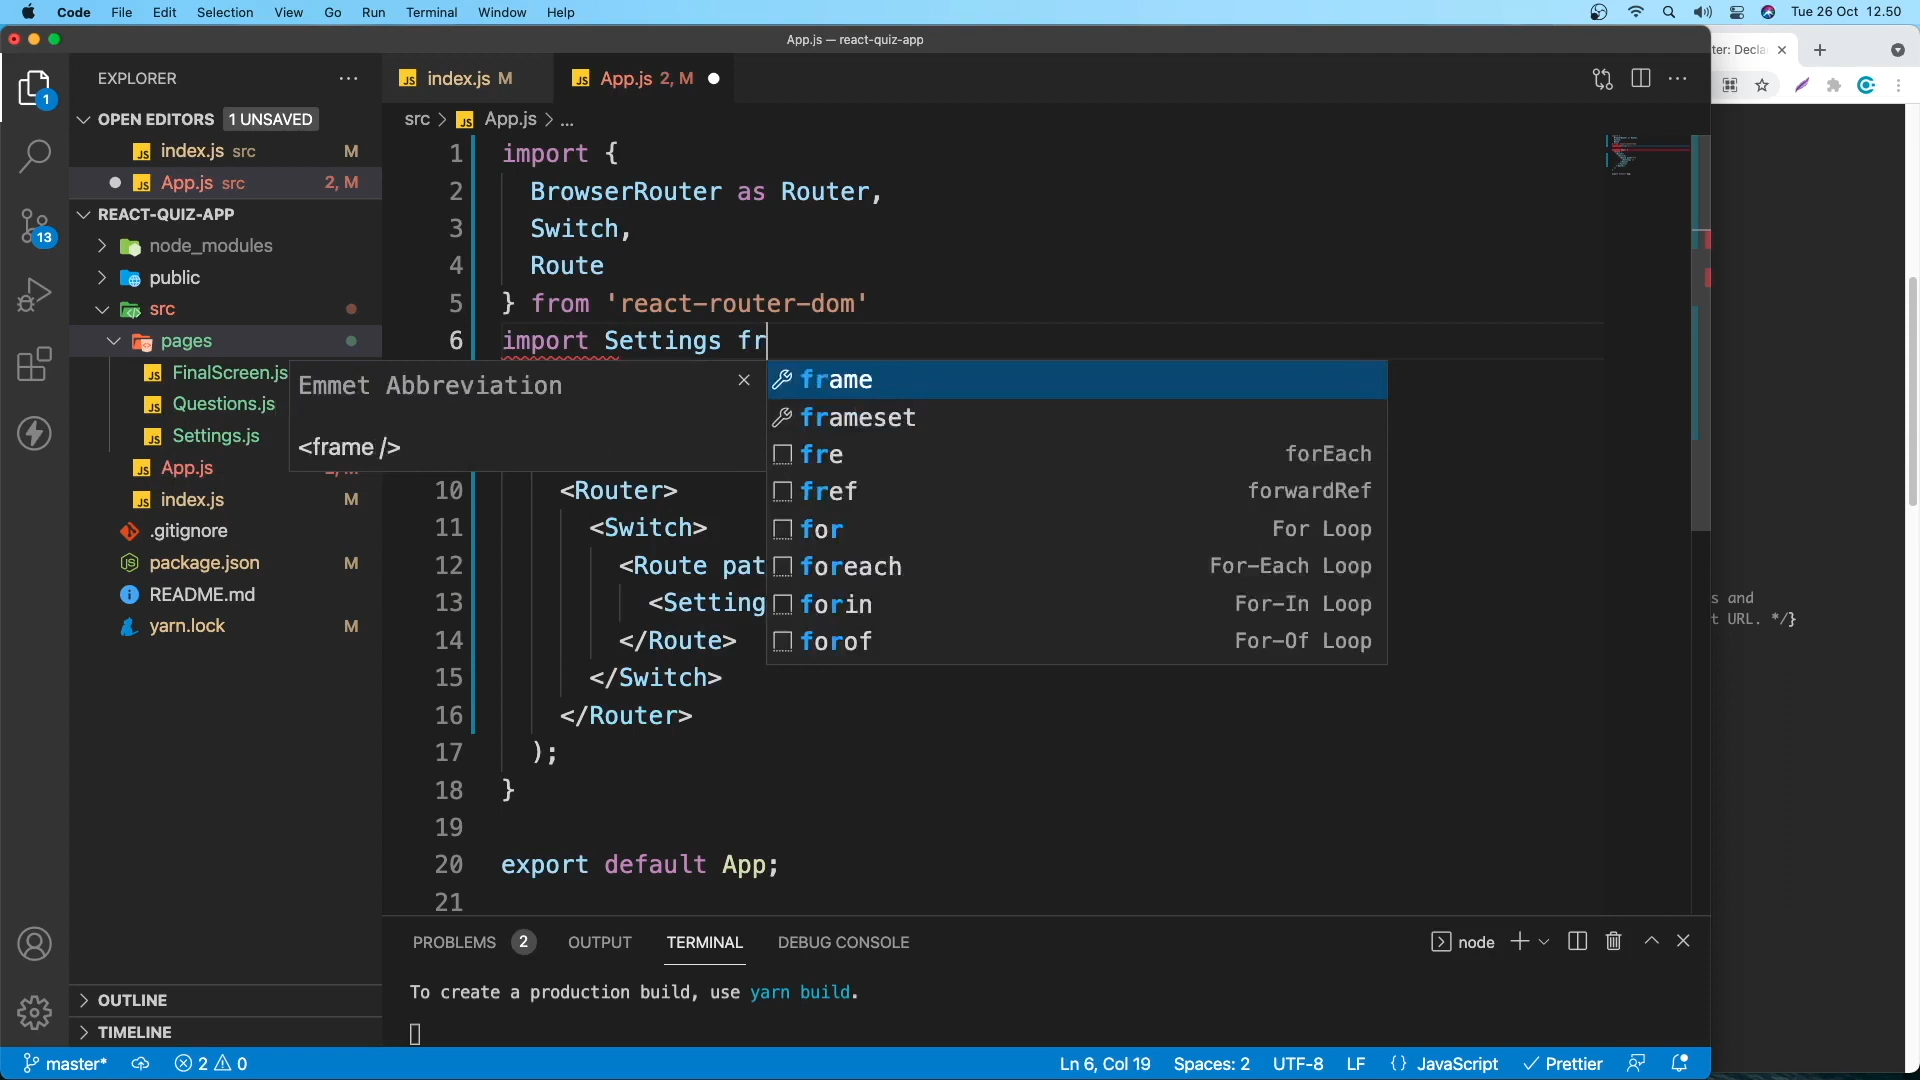 Code File Edit Selection View Go Run Terminal Window Help Tue 26 Oct 12.50
App.js — react-quiz-app
EXPLORER
OPEN EDITORS 1 UNSAVED
index.js src M
App.js src 2, M
REACT-QUIZ-APP
node_modules
public
src
pages
FinalScreen.js
Questions.js
Settings.js
App.js
index.js M
.gitignore
package.json M
README.md
yarn.lock M
OUTLINE
TIMELINE
1
13
index.js M
App.js 2, M
src > App.js > ...
1 import {
2 BrowserRouter as Router,
3 Switch,
4 Route
5 } from 'react-router-dom'
6 import Settings fr
Emmet Abbreviation
<frame />
frame
frameset
fre forEach
fref forwardRef
for For Loop
foreach For-Each Loop
forin For-In Loop
forof For-Of Loop
10 <Router>
11 <Switch>
12 <Route pat
13 <Setting
14 </Route>
15 </Switch>
16 </Router>
17 );
18 }
19
20 export default App;
21
PROBLEMS 2 OUTPUT TERMINAL DEBUG CONSOLE node
To create a production build, use yarn build.
master* 2 0 Ln 6, Col 19 Spaces: 2 UTF-8 LF {} JavaScript Prettier
ter: Decla
s and
t URL. */}